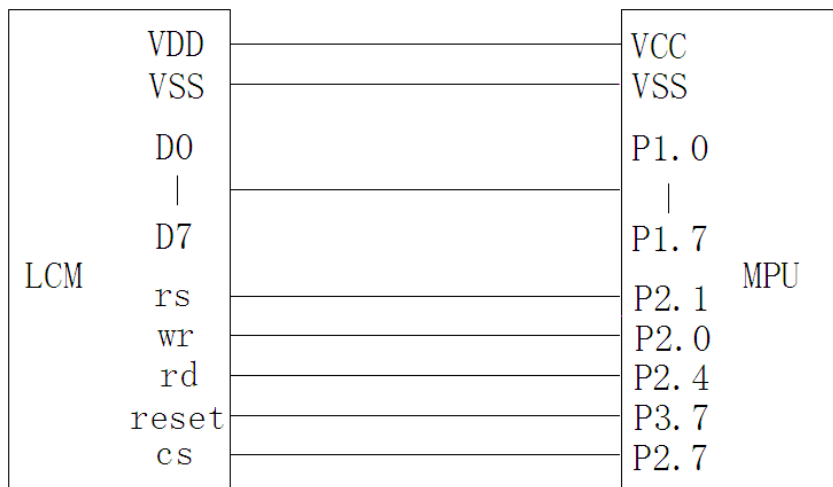 VDD VCC
VSS VSS
D0 P1.0
D7 P1.7
LCM MPU
rs P2.1
wr P2.0
rd P2.4
reset P3.7
cs P2.7